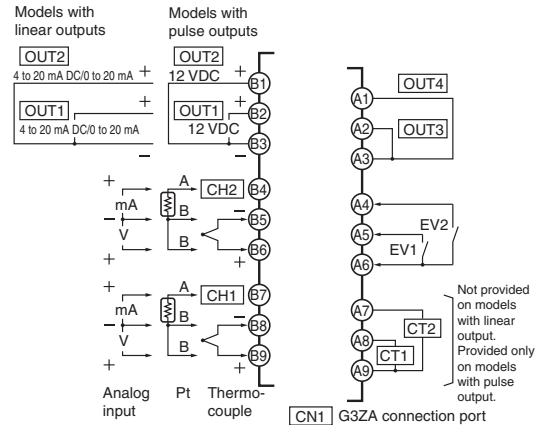 Models with
linear outputs
Models with
pulse outputs
OUT2
4 to 20 mA DC/0 to 20 mA
+
OUT2
12 VDC
+
B1
OUT1
4 to 20 mA DC/0 to 20 mA
+
OUT1
12 VDC
+
B2
−
−
B3
+
mA
−
V
+
A
B
B
CH2
−
+
B4
B5
B6
+
mA
−
V
+
A
B
B
CH1
−
+
B7
B8
B9
Analog
input
Pt
Thermo-
couple
A1
OUT4
A2
OUT3
A3
A4
A5
EV1
EV2
A6
A7
CT2
A8
CT1
A9
Not provided
on models
with linear
output.
Provided only
on models
with pulse
output.
CN1 G3ZA connection port